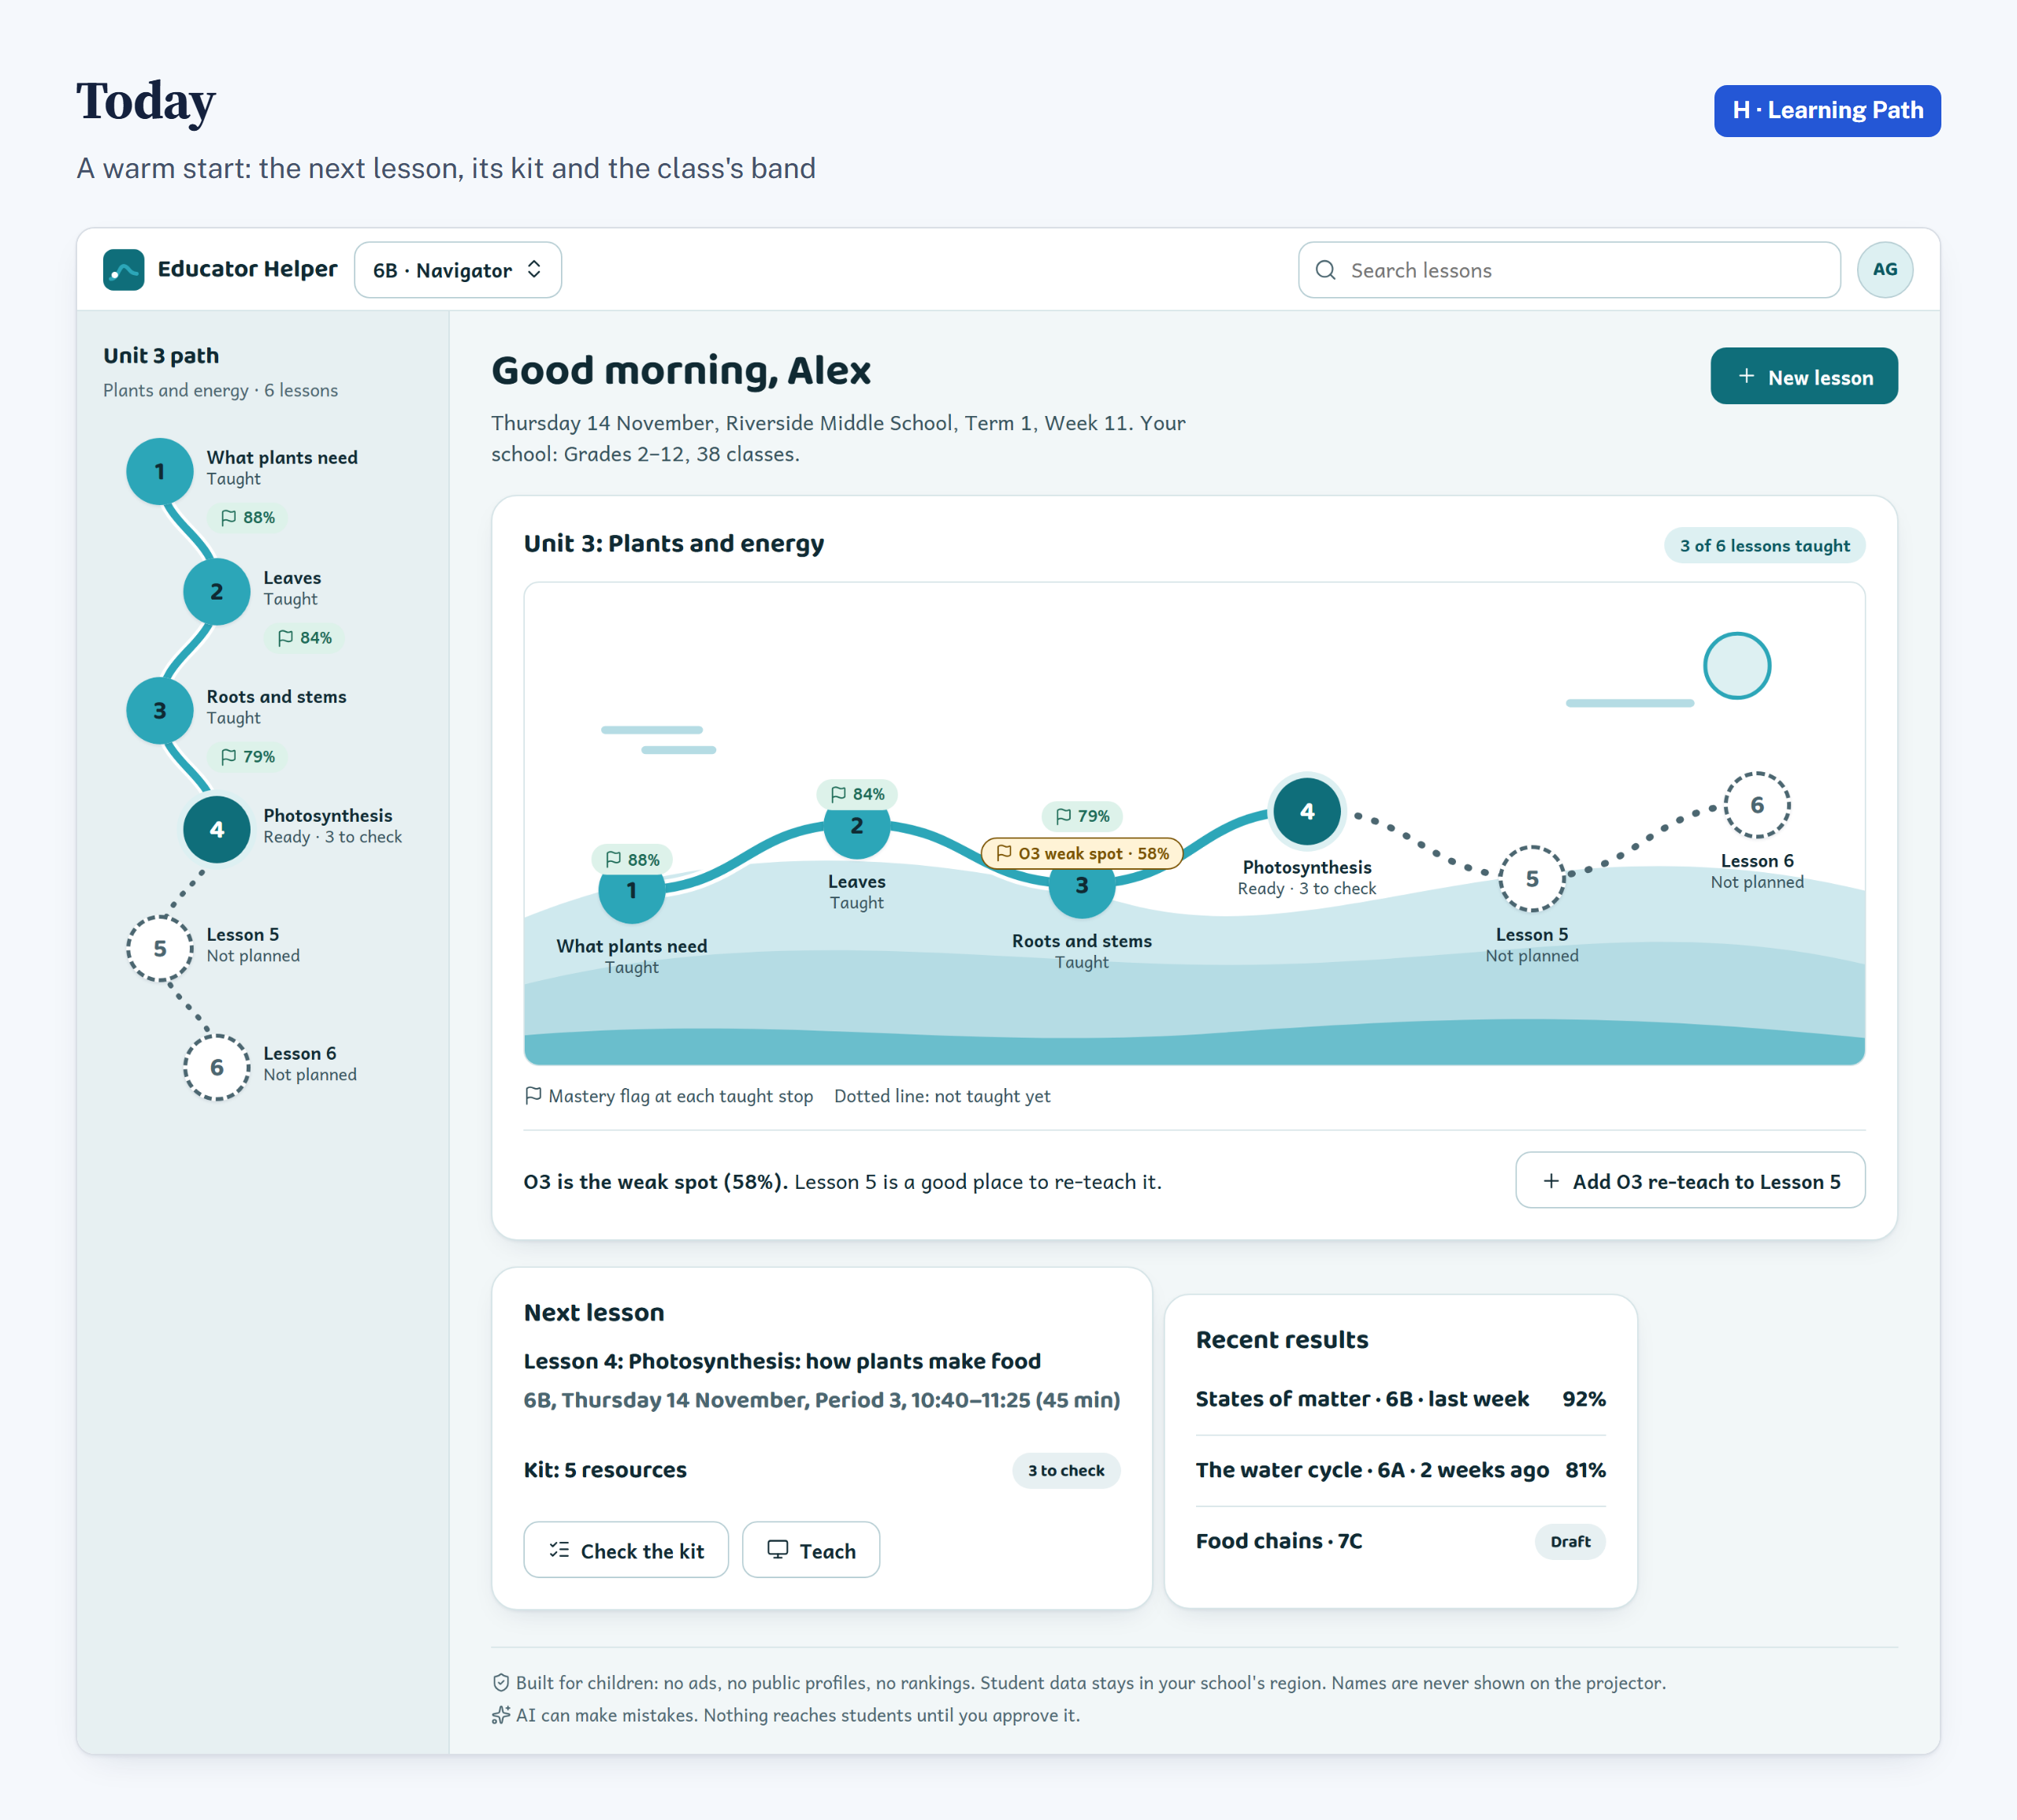 Today
H · Learning Path
A warm start: the next lesson, its kit and the class's band
Educator Helper
6B · Navigator
Search lessons
AG
Unit 3 path
Plants and energy · 6 lessons
1
What plants need
Taught
88%
2
Leaves
Taught
84%
3
Roots and stems
Taught
79%
4
Photosynthesis
Ready · 3 to check
5
Lesson 5
Not planned
6
Lesson 6
Not planned
Good morning, Alex
New lesson
Thursday 14 November, Riverside Middle School, Term 1, Week 11. Your
school: Grades 2–12, 38 classes.
Unit 3: Plants and energy
3 of 6 lessons taught
88%
1
What plants need
Taught
84%
2
Leaves
Taught
79%
O3 weak spot · 58%
3
Roots and stems
Taught
4
Photosynthesis
Ready · 3 to check
5
Lesson 5
Not planned
6
Lesson 6
Not planned
Mastery flag at each taught stop
Dotted line: not taught yet
O3 is the weak spot (58%). Lesson 5 is a good place to re-teach it.
Add O3 re-teach to Lesson 5
Next lesson
Lesson 4: Photosynthesis: how plants make food
6B, Thursday 14 November, Period 3, 10:40–11:25 (45 min)
Kit: 5 resources
3 to check
Check the kit
Teach
Recent results
States of matter · 6B · last week 92%
The water cycle · 6A · 2 weeks ago 81%
Food chains · 7C
Draft
Built for children: no ads, no public profiles, no rankings. Student data stays in your school's region. Names are never shown on the projector.
AI can make mistakes. Nothing reaches students until you approve it.